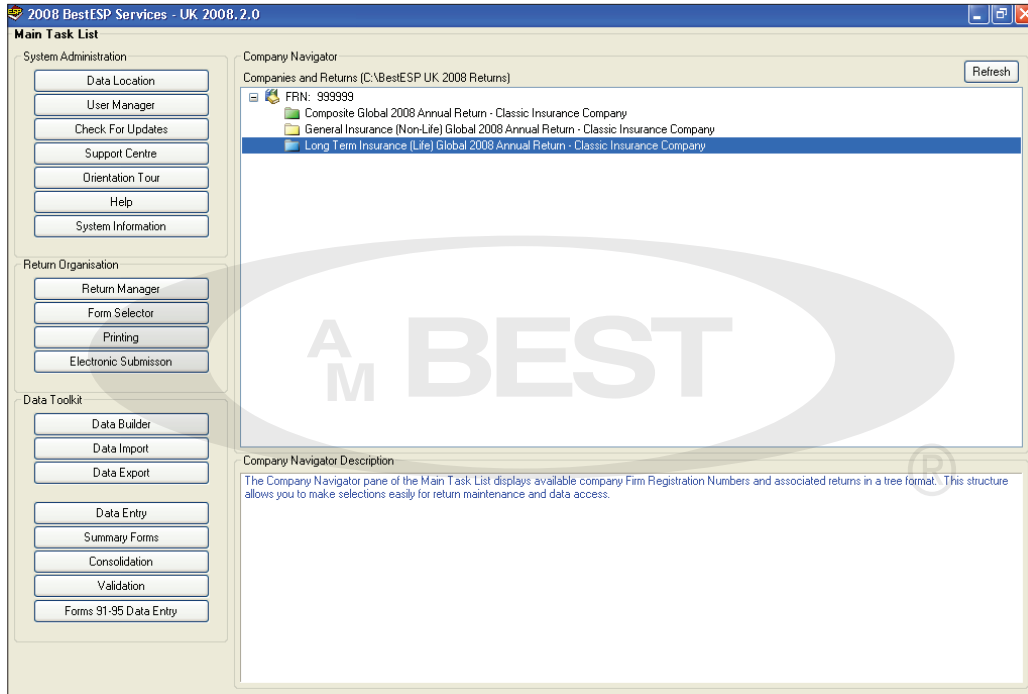 2008 BestESP Services - UK 2008.2.0
Main Task List
System Administration
Data Location
User Manager
Check For Updates
Support Centre
Orientation Tour
Help
System Information
Return Organisation
Return Manager
Form Selector
Printing
Electronic Submisson
Data Toolkit
Data Builder
Data Import
Data Export
Data Entry
Summary Forms
Consolidation
Validation
Forms 91-95 Data Entry
Company Navigator
Companies and Returns (C:\BestESP UK 2008 Returns)
Refresh
FRN: 999999
Composite Global 2008 Annual Return - Classic Insurance Company
General Insurance (Non-Life) Global 2008 Annual Return - Classic Insurance Company
Long Term Insurance (Life) Global 2008 Annual Return - Classic Insurance Company
AM BEST ®
Company Navigator Description
The Company Navigator pane of the Main Task List displays available company Firm Registration Numbers and associated returns in a tree format. This structure
allows you to make selections easily for return maintenance and data access.